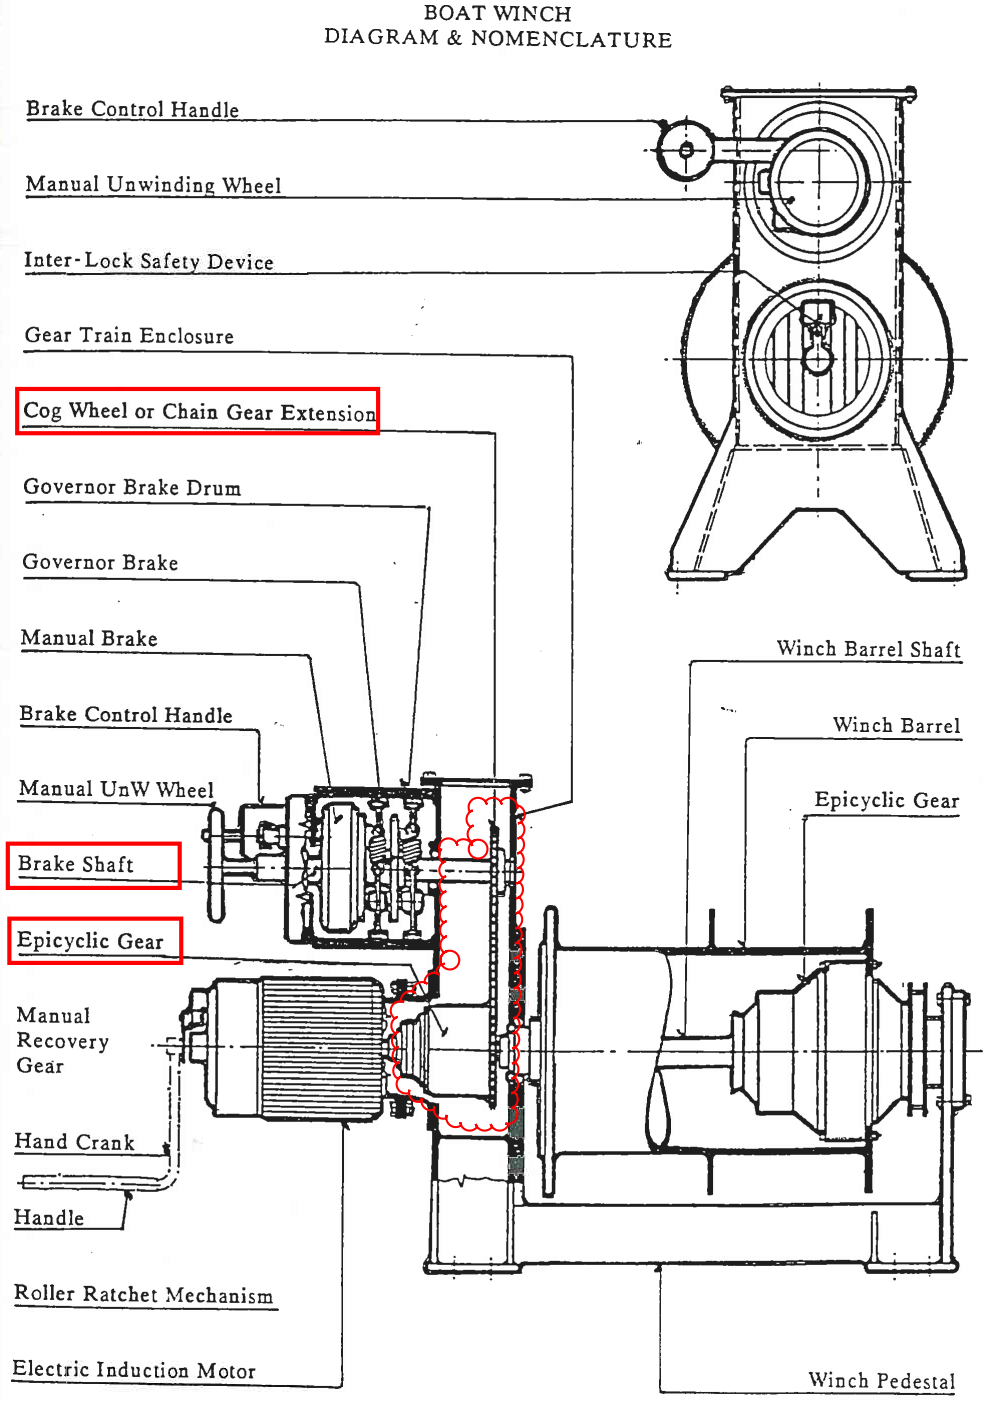 BOAT WINCH
DIAGRAM & NOMENCLATURE
Brake Control Handle
Manual Unwinding Wheel
Inter-Lock Safety Device
Gear Train Enclosure
Cog Wheel or Chain Gear Extension
Governor Brake Drum
Governor Brake
Manual Brake
Brake Control Handle
Manual UnW Wheel
Brake Shaft
Epicyclic Gear
Manual
Recovery
Gear
Hand Crank
Handle
Roller Ratchet Mechanism
Electric Induction Motor
Winch Barrel Shaft
Winch Barrel
Epicyclic Gear
Winch Pedestal